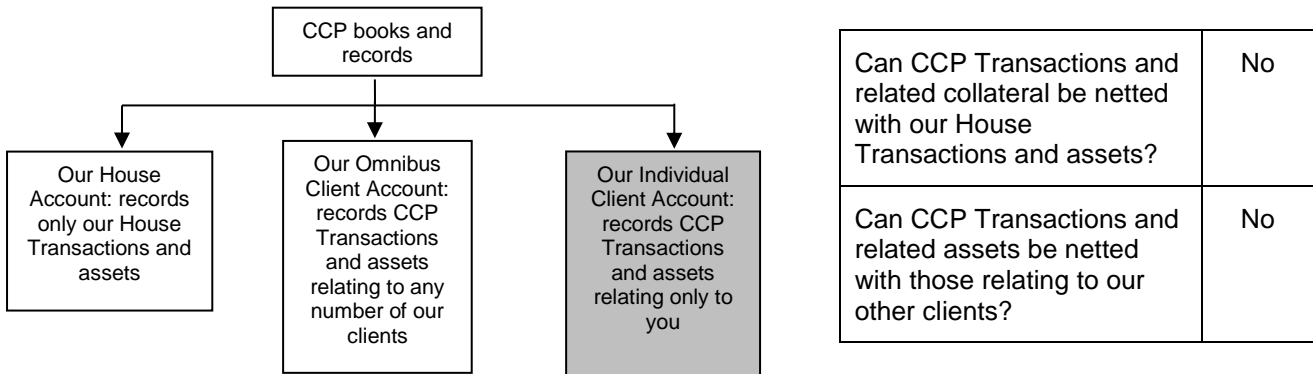 CCP books and
records
Our House
Account: records
only our House
Transactions and
assets
Our Omnibus
Client Account:
records CCP
Transactions
and assets
relating to any
number of our
clients
Our Individual
Client Account:
records CCP
Transactions
and assets
relating only to
you
Can CCP Transactions and
related collateral be netted
with our House
Transactions and assets?
No
Can CCP Transactions and
related assets be netted
with those relating to our
other clients?
No